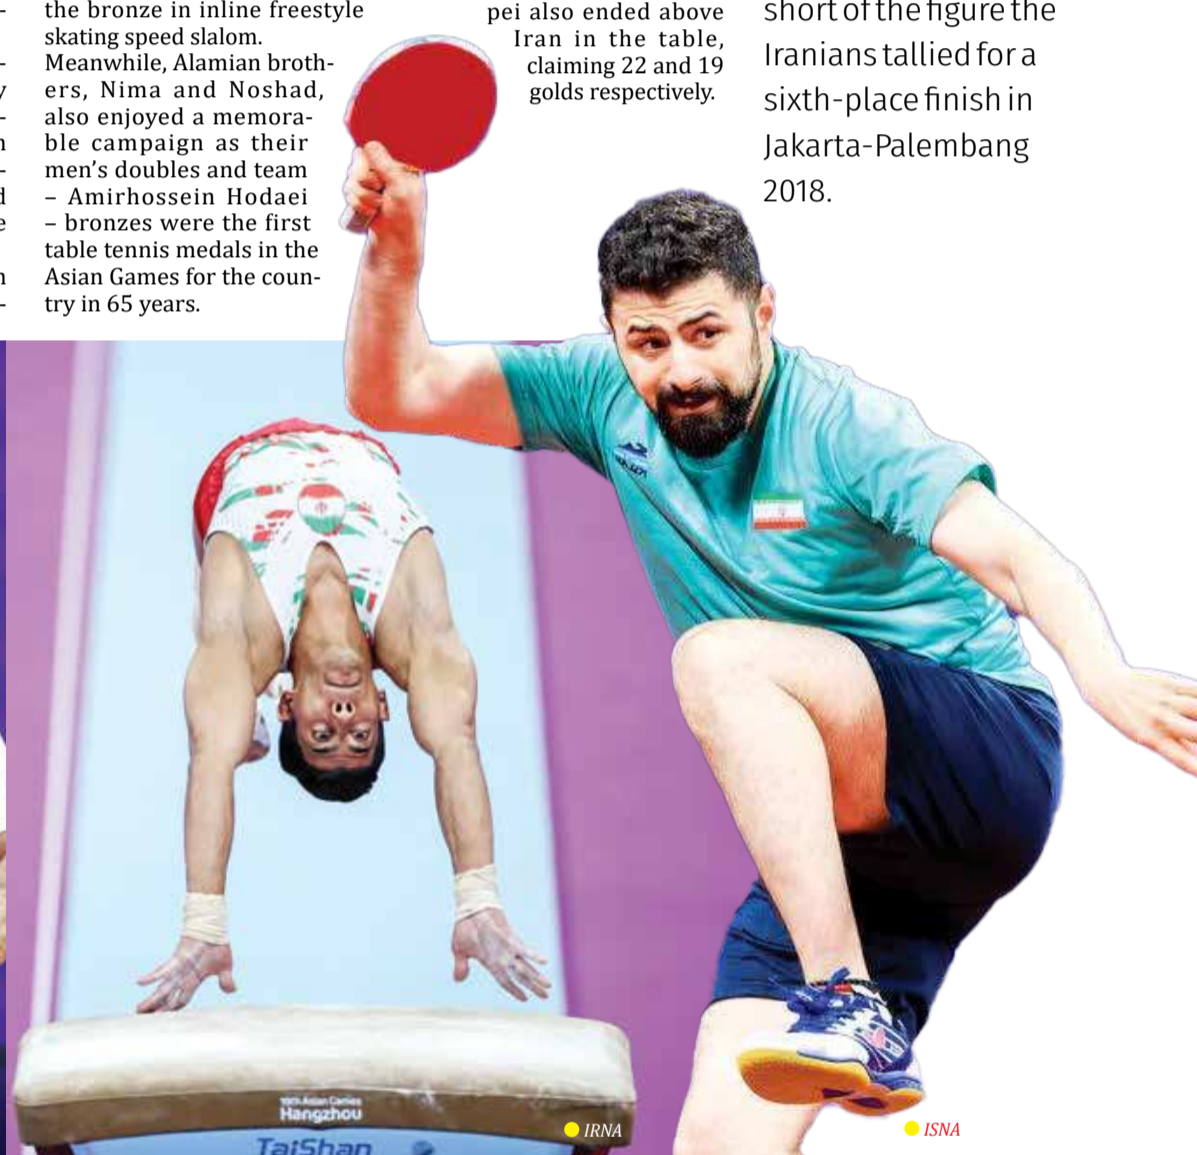 the bronze in inline freestyle
skating speed slalom.
Meanwhile, Alamian broth-
ers, Nima and Noshad,
also enjoyed a memora-
ble campaign as their
men's doubles and team
– Amirhossein Hodaei
– bronzes were the first
table tennis medals in the
Asian Games for the coun-
try in 65 years.
pei also ended above
Iran in the table,
claiming 22 and 19
golds respectively.
short of the figure the
Iranians tallied for a
sixth-place finish in
Jakarta-Palembang
2018.
19th Asian Games
Hangzhou
TaiShan
IRNA
ISNA